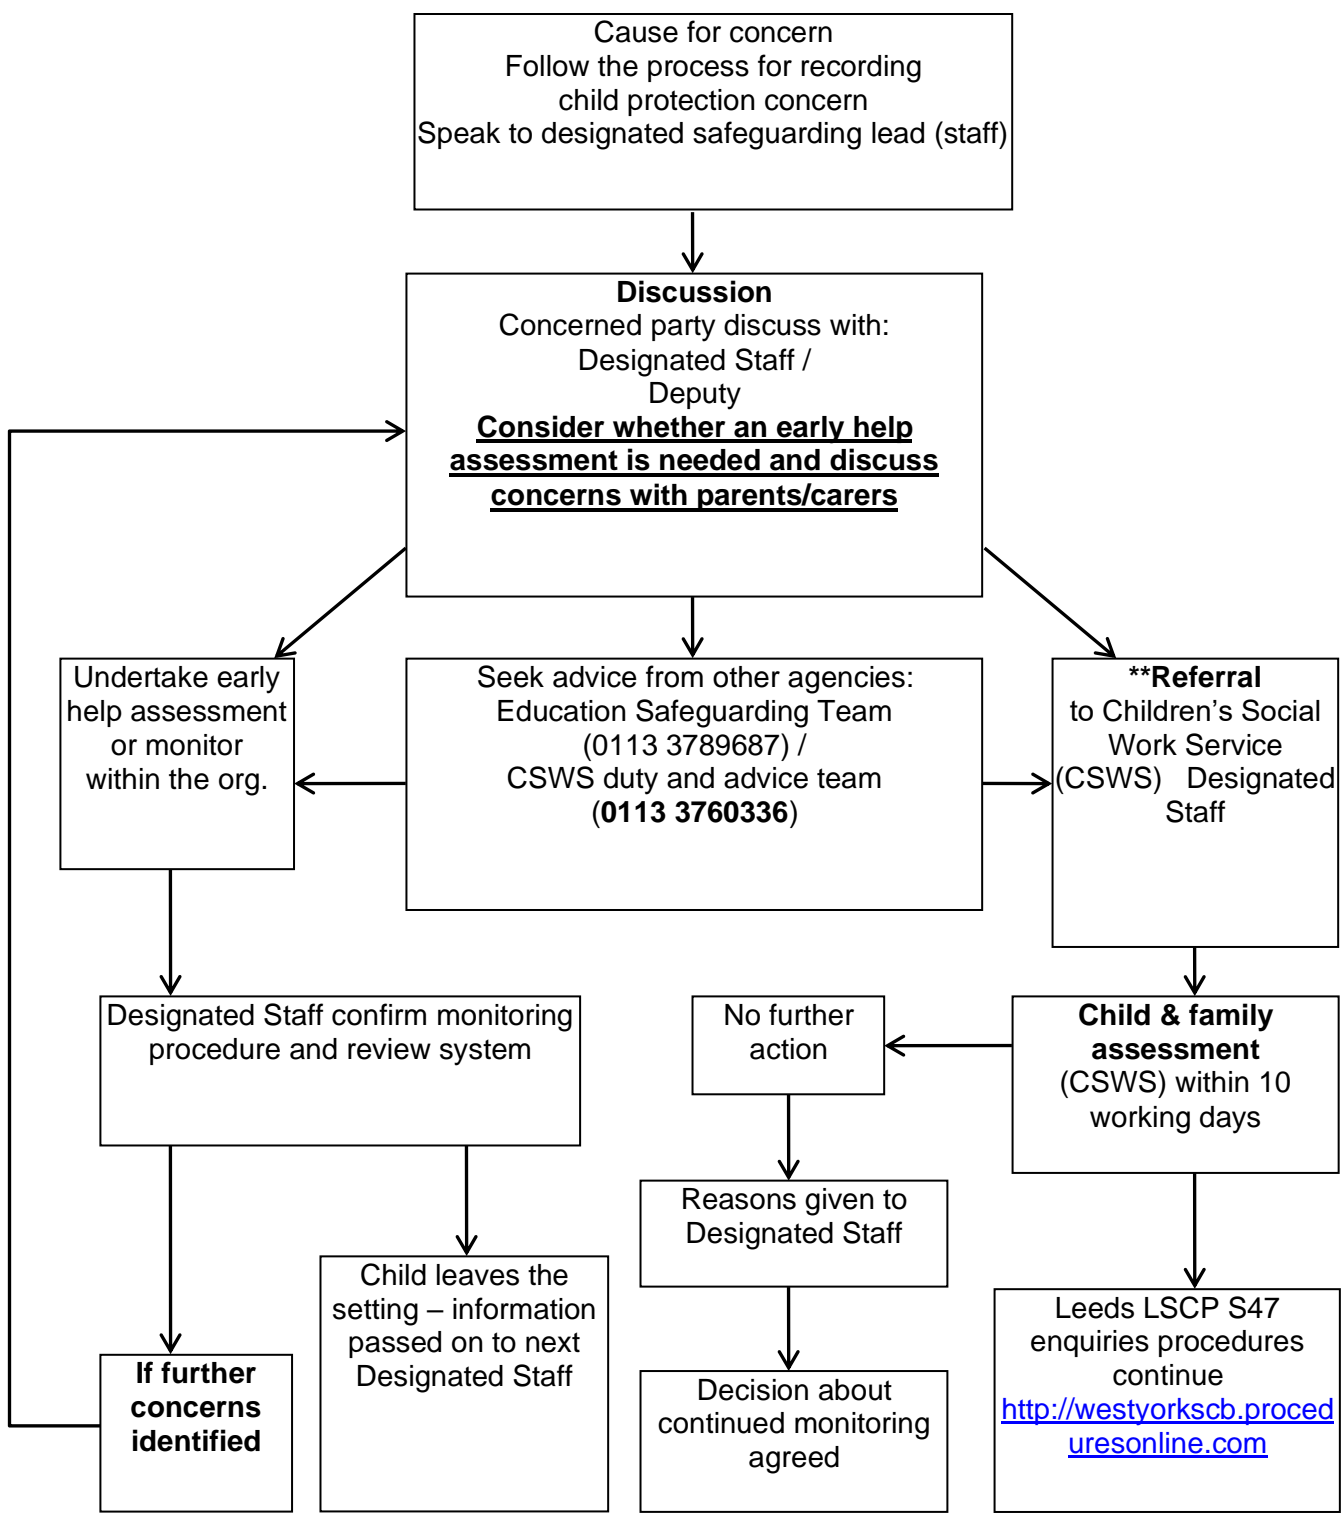 Cause for concern
Follow the process for recording
child protection concern
Speak to designated safeguarding lead (staff)
Discussion
Concerned party discuss with:
Designated Staff /
Deputy
Consider whether an early help
assessment is needed and discuss
concerns with parents/carers
Undertake early
help assessment
or monitor
within the org.
Seek advice from other agencies:
Education Safeguarding Team
(0113 3789687) /
CSWS duty and advice team
(0113 3760336)
**Referral
to Children’s Social
Work Service
(CSWS) Designated
Staff
Designated Staff confirm monitoring
procedure and review system
No further
action
Child & family
assessment
(CSWS) within 10
working days
Reasons given to
Designated Staff
Child leaves the
setting – information
passed on to next
Designated Staff
If further
concerns
identified
Decision about
continued monitoring
agreed
Leeds LSCP S47
enquiries procedures
continue
http://westyorkscb.proced
uresonline.com